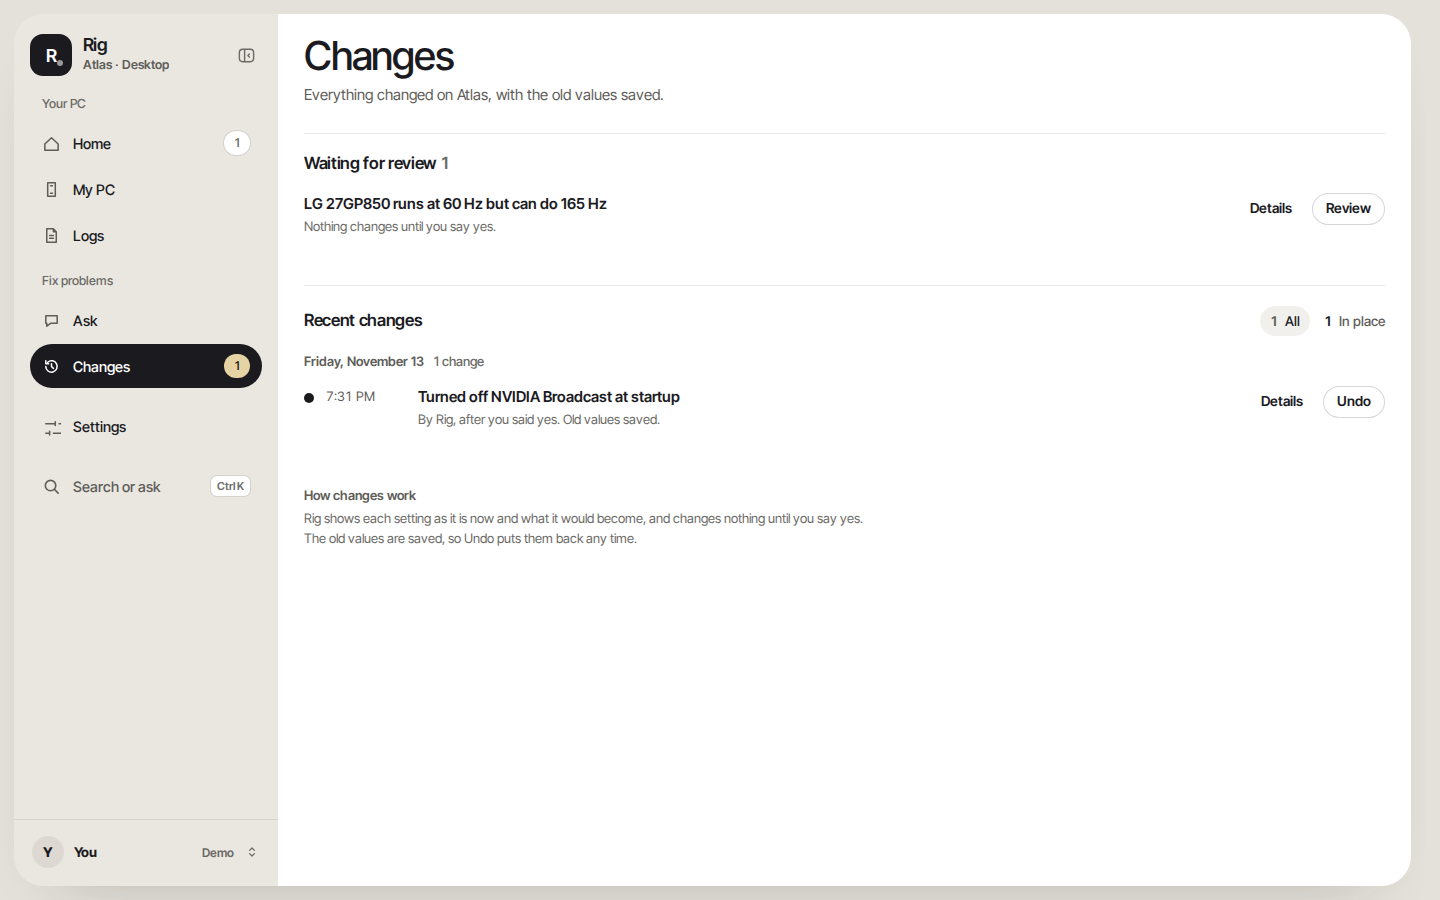 R
Rig
Atlas · Desktop
Your PC
Home 1
My PC
Logs
Fix problems
Ask
Changes 1
Settings
Search or ask Ctrl K
Y You Demo
Changes
Everything changed on Atlas, with the old values saved.
Waiting for review 1
LG 27GP850 runs at 60 Hz but can do 165 Hz
Nothing changes until you say yes.
Details Review
Recent changes
1 All 1 In place
Friday, November 13 1 change
7:31 PM Turned off NVIDIA Broadcast at startup
By Rig, after you said yes. Old values saved.
Details Undo
How changes work
Rig shows each setting as it is now and what it would become, and changes nothing until you say yes.
The old values are saved, so Undo puts them back any time.